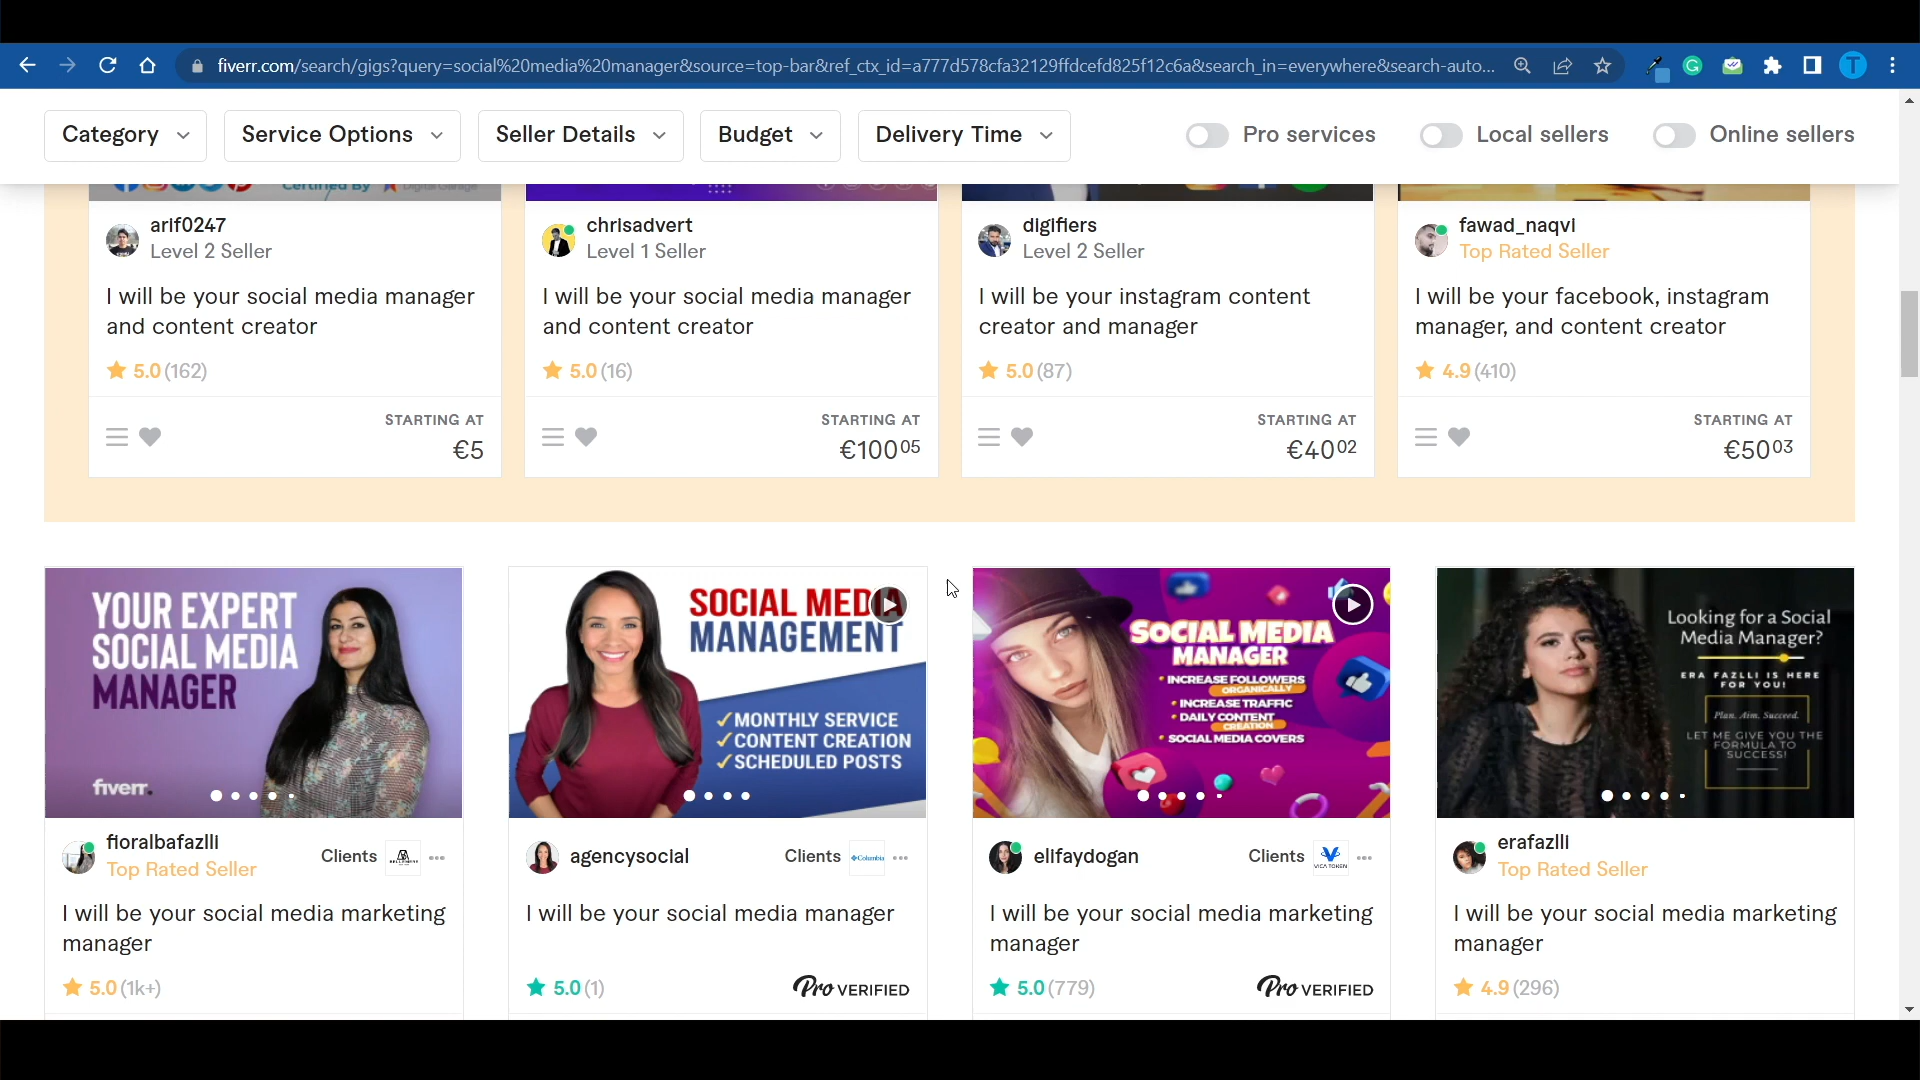 fiverr.com/search/gigs?query=social%20media%20manager&source=top-bar&ref_ctx_id=a777d578cfa32129ffdcefd825f12c6a&search_in=everywhere&search-auto...
T
Category
Service Options
Seller Details
Budget
Delivery Time
Pro services
Local sellers
Online sellers
Certified By
Digital Garage
arif0247
Level 2 Seller
I will be your social media manager
and content creator
5.0 (162)
STARTING AT
€5
chrisadvert
Level 1 Seller
I will be your social media manager
and content creator
5.0 (16)
STARTING AT
€100 05
digifiers
Level 2 Seller
I will be your instagram content
creator and manager
5.0 (87)
STARTING AT
€40 02
fawad_naqvi
Top Rated Seller
I will be your facebook, instagram
manager, and content creator
4.9 (410)
STARTING AT
€50 03
YOUR EXPERT
SOCIAL MEDIA
MANAGER
fiverr.
fioralbafazlli
Top Rated Seller
Clients
I will be your social media marketing
manager
5.0 (1k+)
SOCIAL MEDIA
MANAGEMENT
✓MONTHLY SERVICE
✓CONTENT CREATION
✓SCHEDULED POSTS
agencysocial
Clients
Columbia
I will be your social media manager
5.0 (1)
Pro VERIFIED
SOCIAL MEDIA
MANAGER
• INCREASE FOLLOWERS
ORGANICALLY
• INCREASE TRAFFIC
• DAILY CONTENT
CREATION
• SOCIAL MEDIA COVERS
elifaydogan
Clients
VICA TOKEN
I will be your social media marketing
manager
5.0 (779)
Pro VERIFIED
Looking for a Social
Media Manager?
ERA FAZLLI IS HERE
FOR YOU!
Plan. Aim. Succeed.
LET ME GIVE YOU THE
FORMULA TO
SUCCESS!
erafazlli
Top Rated Seller
I will be your social media marketing
manager
4.9 (296)